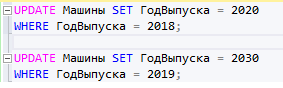 UPDATE Машины SET ГодВыпуска = 2020
WHERE ГодВыпуска = 2018;
UPDATE Машины SET ГодВыпуска = 2030
WHERE ГодВыпуска = 2019;